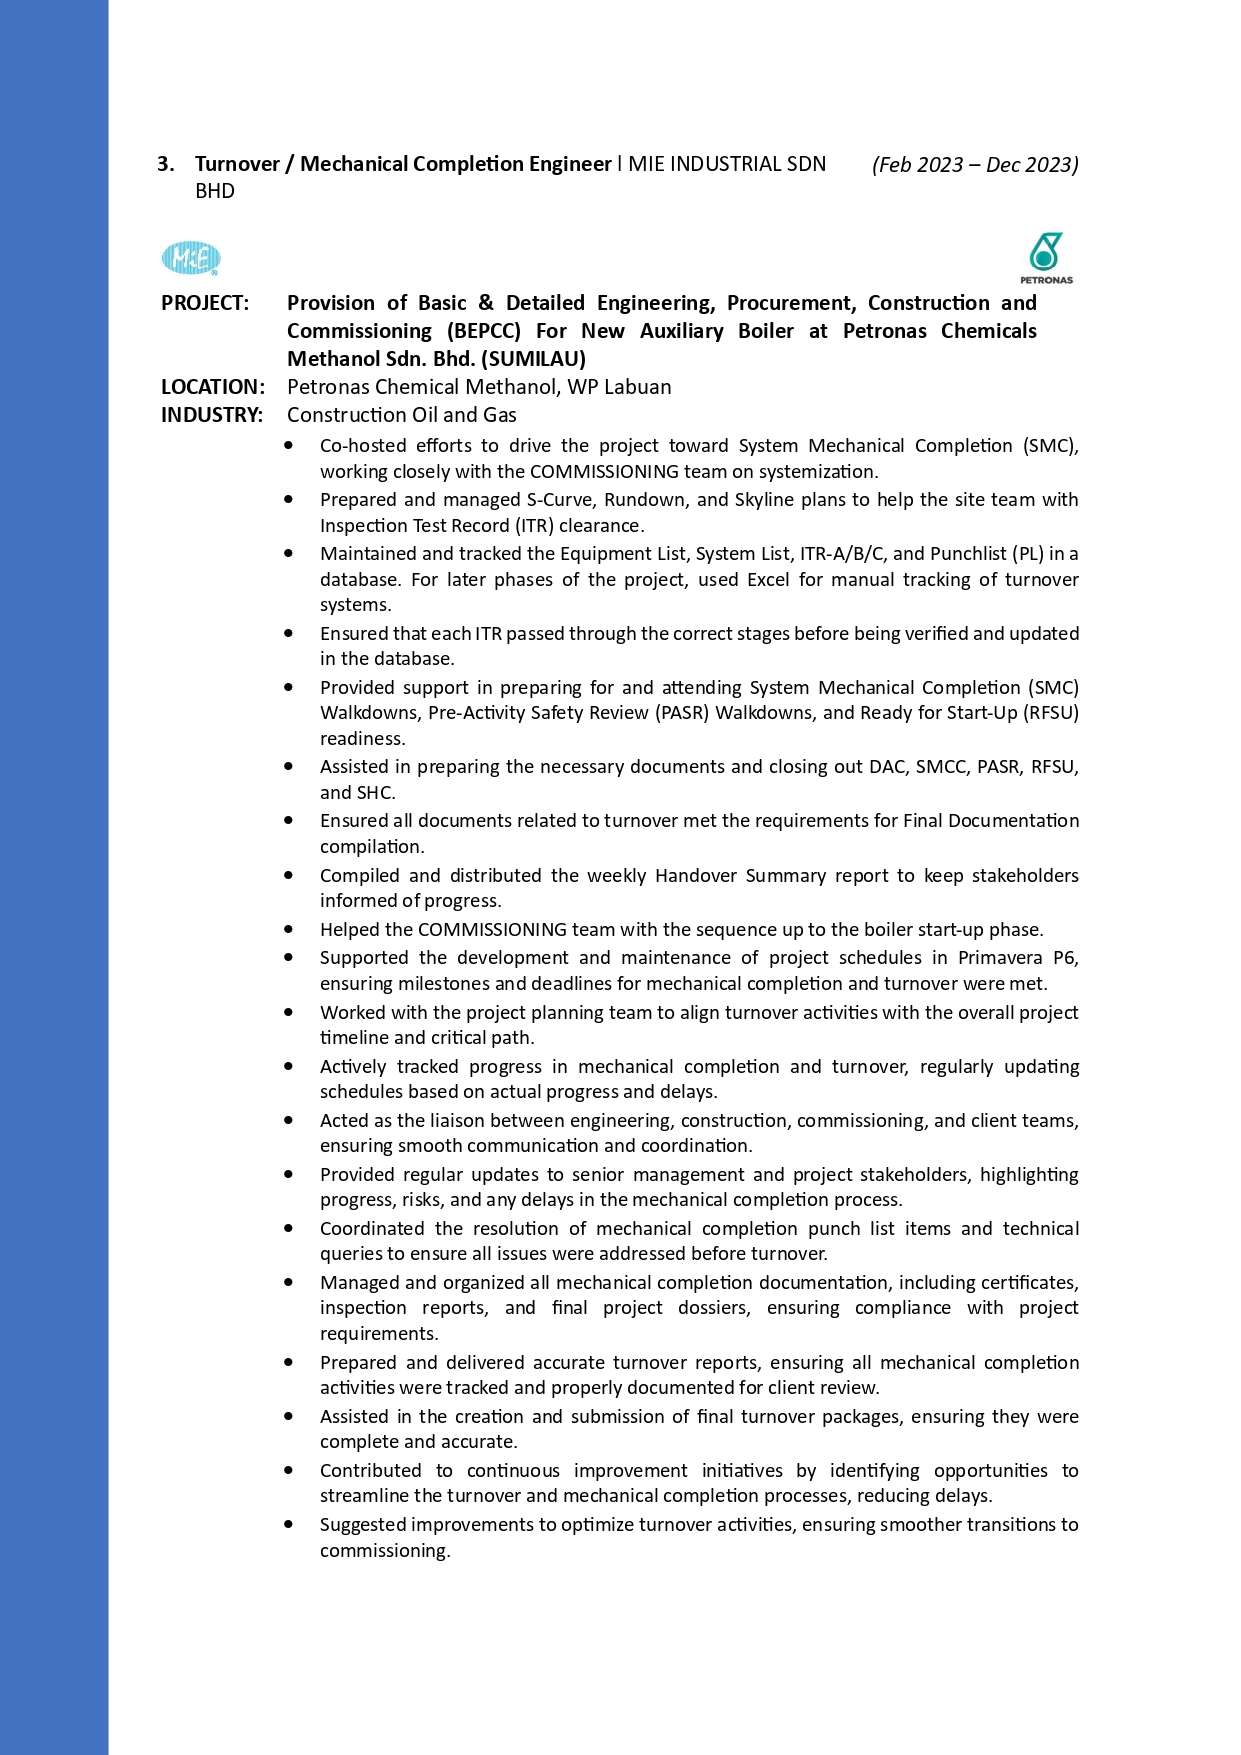 3. Turnover / Mechanical Completion Engineer l MIE INDUSTRIAL SDN (Feb 2023 – Dec 2023)
BHD
MiE
PETRONAS
PROJECT: Provision of Basic & Detailed Engineering, Procurement, Construction and
Commissioning (BEPCC) For New Auxiliary Boiler at Petronas Chemicals
Methanol Sdn. Bhd. (SUMILAU)
LOCATION: Petronas Chemical Methanol, WP Labuan
INDUSTRY: Construction Oil and Gas
• Co-hosted efforts to drive the project toward System Mechanical Completion (SMC),
working closely with the COMMISSIONING team on systemization.
• Prepared and managed S-Curve, Rundown, and Skyline plans to help the site team with
Inspection Test Record (ITR) clearance.
• Maintained and tracked the Equipment List, System List, ITR-A/B/C, and Punchlist (PL) in a
database. For later phases of the project, used Excel for manual tracking of turnover
systems.
• Ensured that each ITR passed through the correct stages before being verified and updated
in the database.
• Provided support in preparing for and attending System Mechanical Completion (SMC)
Walkdowns, Pre-Activity Safety Review (PASR) Walkdowns, and Ready for Start-Up (RFSU)
readiness.
• Assisted in preparing the necessary documents and closing out DAC, SMCC, PASR, RFSU,
and SHC.
• Ensured all documents related to turnover met the requirements for Final Documentation
compilation.
• Compiled and distributed the weekly Handover Summary report to keep stakeholders
informed of progress.
• Helped the COMMISSIONING team with the sequence up to the boiler start-up phase.
• Supported the development and maintenance of project schedules in Primavera P6,
ensuring milestones and deadlines for mechanical completion and turnover were met.
• Worked with the project planning team to align turnover activities with the overall project
timeline and critical path.
• Actively tracked progress in mechanical completion and turnover, regularly updating
schedules based on actual progress and delays.
• Acted as the liaison between engineering, construction, commissioning, and client teams,
ensuring smooth communication and coordination.
• Provided regular updates to senior management and project stakeholders, highlighting
progress, risks, and any delays in the mechanical completion process.
• Coordinated the resolution of mechanical completion punch list items and technical
queries to ensure all issues were addressed before turnover.
• Managed and organized all mechanical completion documentation, including certificates,
inspection reports, and final project dossiers, ensuring compliance with project
requirements.
• Prepared and delivered accurate turnover reports, ensuring all mechanical completion
activities were tracked and properly documented for client review.
• Assisted in the creation and submission of final turnover packages, ensuring they were
complete and accurate.
• Contributed to continuous improvement initiatives by identifying opportunities to
streamline the turnover and mechanical completion processes, reducing delays.
• Suggested improvements to optimize turnover activities, ensuring smoother transitions to
commissioning.